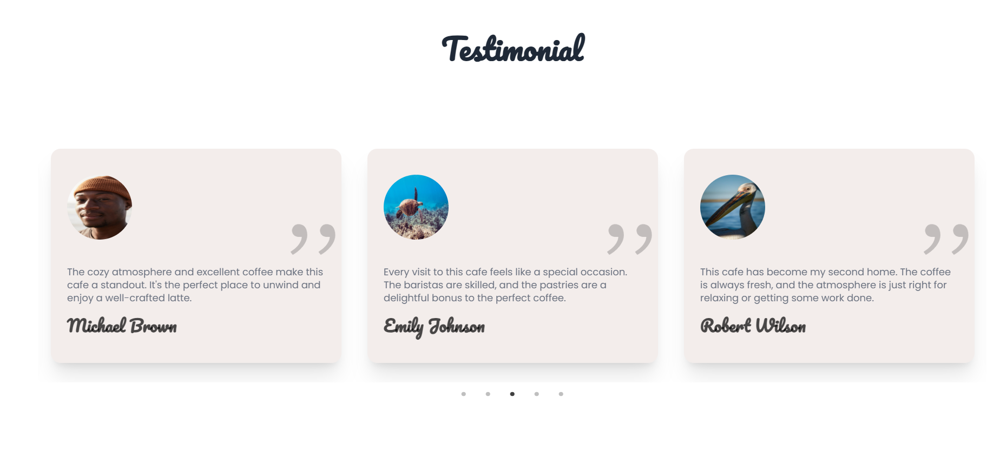 Testimonial
”
The cozy atmosphere and excellent coffee make this
cafe a standout. It's the perfect place to unwind and
enjoy a well-crafted latte.
Michael Brown
”
Every visit to this cafe feels like a special occasion.
The baristas are skilled, and the pastries are a
delightful bonus to the perfect coffee.
Emily Johnson
”
This cafe has become my second home. The coffee
is always fresh, and the atmosphere is just right for
relaxing or getting some work done.
Robert Wilson